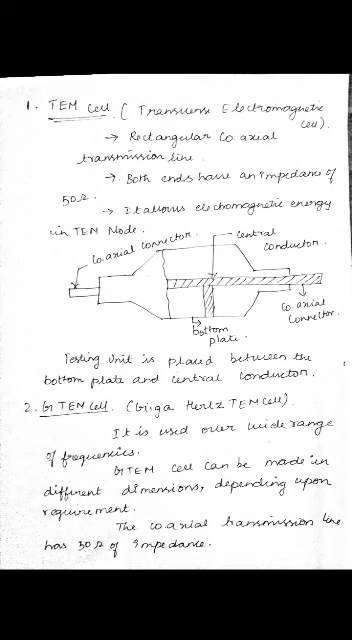 1. TEM cell. ( Transverse Electromagnetic
cell).
→ Rectangular Co axial
transmission line.
→ Both ends have an impedance of
50Ω.
→ It allows electromagnetic energy
in TEM Mode.
Co axial connector.
central
conductor.
Co axial
Connector.
bottom
plate.
Testing Unit is placed between the
bottom plate and central conductor.
2. GTEM cell. (Giga Hertz TEM cell).
It is used over wide range
of frequencies.
GTEM cell can be made in
different dimensions, depending upon
requirement.
The co axial transmission line
has 50Ω of impedance.